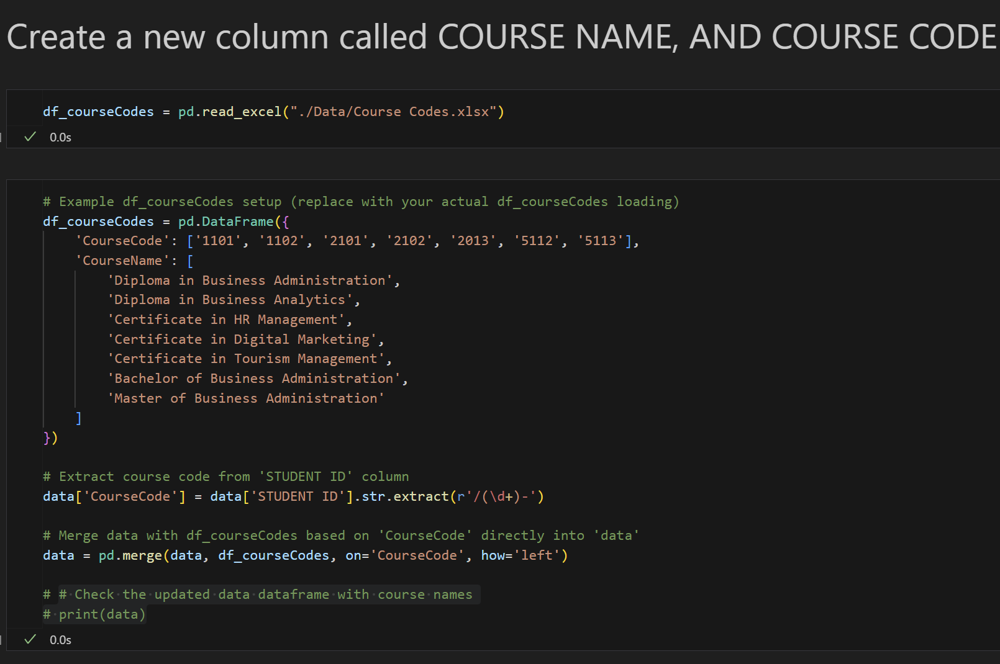 Create a new column called COURSE NAME, AND COURSE CODE
df_courseCodes = pd.read_excel("./Data/Course Codes.xlsx")
0.0s
# Example df_courseCodes setup (replace with your actual df_courseCodes loading)
df_courseCodes = pd.DataFrame({
    'CourseCode': ['1101', '1102', '2101', '2102', '2013', '5112', '5113'],
    'CourseName': [
        'Diploma in Business Administration',
        'Diploma in Business Analytics',
        'Certificate in HR Management',
        'Certificate in Digital Marketing',
        'Certificate in Tourism Management',
        'Bachelor of Business Administration',
        'Master of Business Administration'
    ]
})
# Extract course code from 'STUDENT ID' column
data['CourseCode'] = data['STUDENT ID'].str.extract(r'/(\d+)-')
# Merge data with df_courseCodes based on 'CourseCode' directly into 'data'
data = pd.merge(data, df_courseCodes, on='CourseCode', how='left')
# # Check the updated data dataframe with course names
# print(data)
0.0s